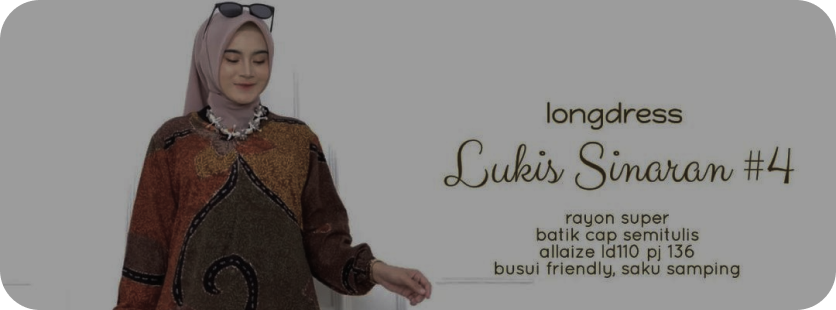 longdress
Lukis Sinaran #4
rayon super
batik cap semitulis
allaize ld110 pj 136
busui friendly, saku samping